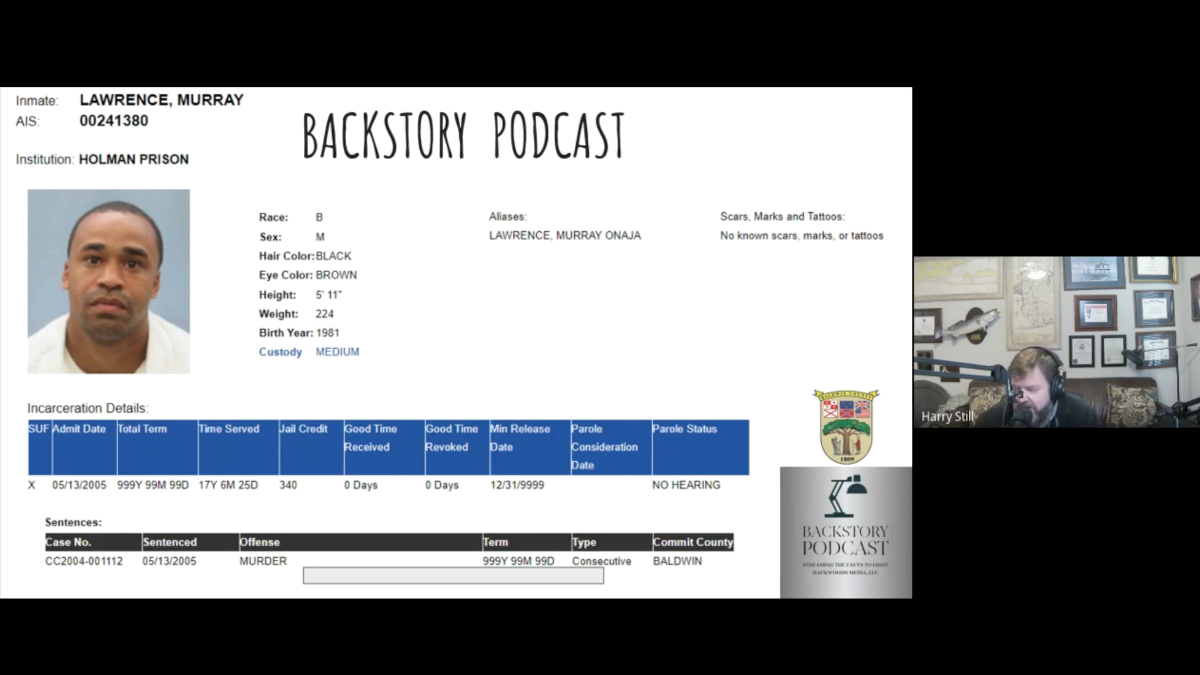 Inmate: LAWRENCE, MURRAY
AIS: 00241380
BACKSTORY PODCAST
Institution: HOLMAN PRISON
Race: B
Sex: M
Hair Color: BLACK
Eye Color: BROWN
Height: 5' 11"
Weight: 224
Birth Year: 1981
Custody MEDIUM
Aliases:
LAWRENCE, MURRAY ONAJA
Scars, Marks and Tattoos:
No known scars, marks, or tattoos
Incarceration Details:
SUF Admit Date Total Term Time Served Jail Credit Good Time Received Good Time Revoked Min Release Date Parole Consideration Date Parole Status
X 05/13/2005 999Y 99M 99D 17Y 6M 25D 340 0 Days 0 Days 12/31/9999 NO HEARING
Sentences:
Case No. Sentenced Offense Term Type Commit County
CC2004-001112 05/13/2005 MURDER 999Y 99M 99D Consecutive BALDWIN
BALDWIN COUNTY
1809
BACKSTORY
PODCAST
STREAMING THE FACTS TO LIGHT
BACKWOODS MEDIA, LLC
Harry Still